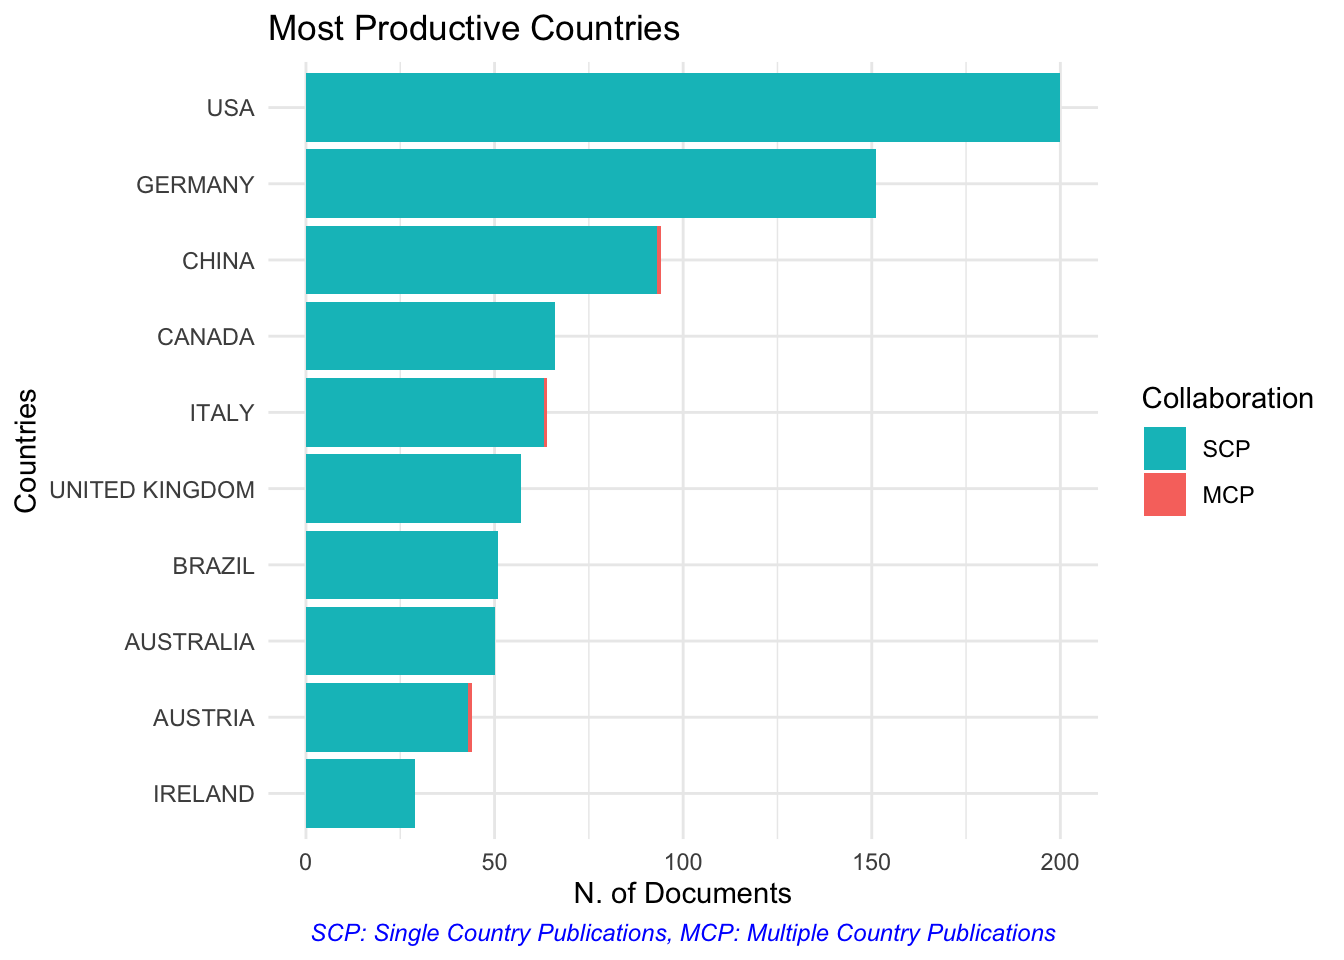 Most Productive Countries
USA
GERMANY
CHINA
CANADA
ITALY
UNITED KINGDOM
BRAZIL
AUSTRALIA
AUSTRIA
IRELAND
Countries
0 50 100 150 200
N. of Documents
SCP: Single Country Publications, MCP: Multiple Country Publications
Collaboration
SCP
MCP